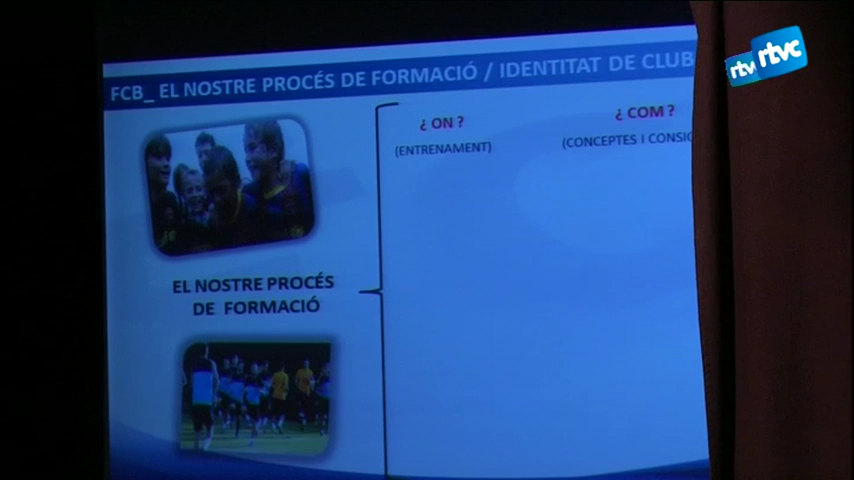 FCB_ EL NOSTRE PROCÉS DE FORMACIÓ / IDENTITAT DE CLUB
rtv rtvc
¿ ON ?
(ENTRENAMENT)
¿ COM ?
(CONCEPTES I
EL NOSTRE PROCÉS
DE FORMACIÓ